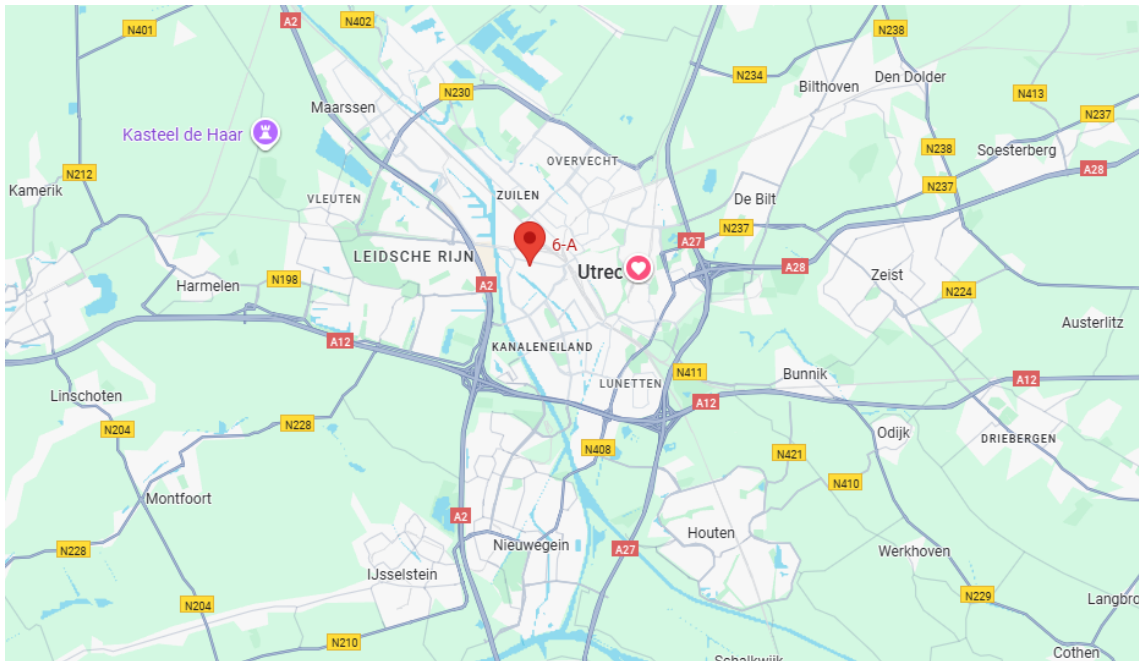 N401
A2
N402
N238
N234
Bilthoven
Den Dolder
N413
N237
Maarssen
N230
Kasteel de Haar
OVERVECHT
N238
Soesterberg
A28
N212
Kamerik
VLEUTEN
ZUILEN
De Bilt
N237
N237
6-A
A27
LEIDSCHE RIJN
Utrec
A28
Zeist
N198
Harmelen
A2
N224
Austerlitz
A12
KANALENEILAND
LUNETTEN
N411
Bunnik
A12
Linschoten
A12
N204
N228
Odijk
DRIEBERGEN
N408
N421
N410
Montfoort
A2
Houten
N228
Nieuwegein
A27
Werkhoven
IJsselstein
N204
N229
Langbro
N210
Schalkwijk
Cothen